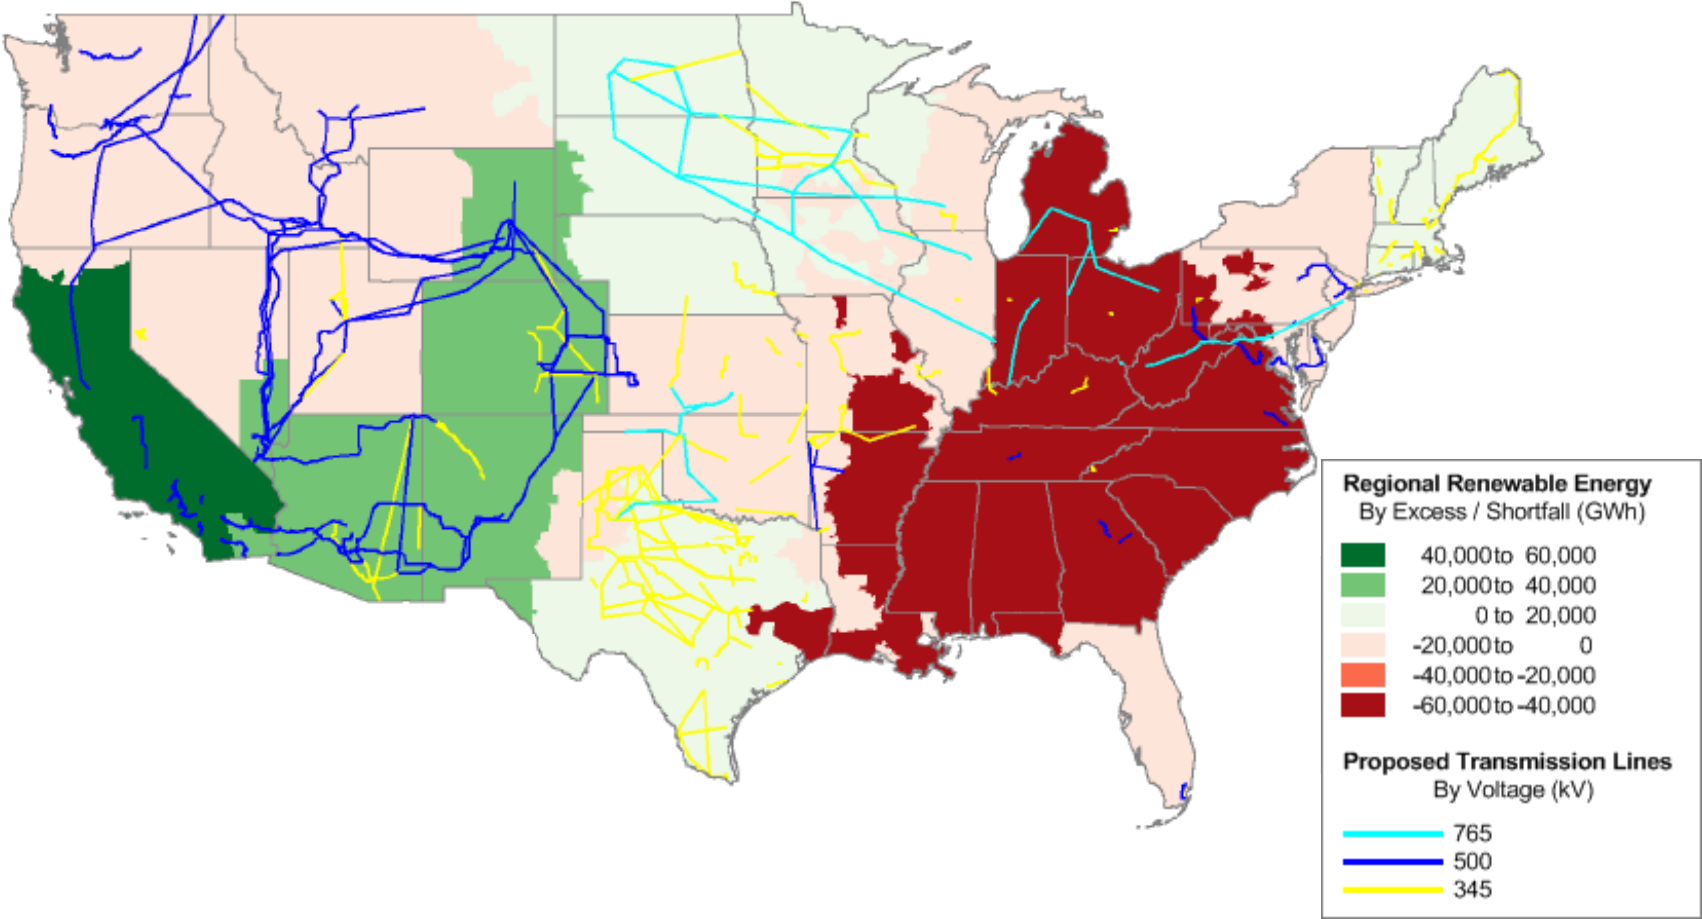 Regional Renewable Energy
By Excess / Shortfall (GWh)
40,000 to 60,000
20,000 to 40,000
0 to 20,000
-20,000 to 0
-40,000 to -20,000
-60,000 to -40,000
Proposed Transmission Lines
By Voltage (kV)
765
500
345